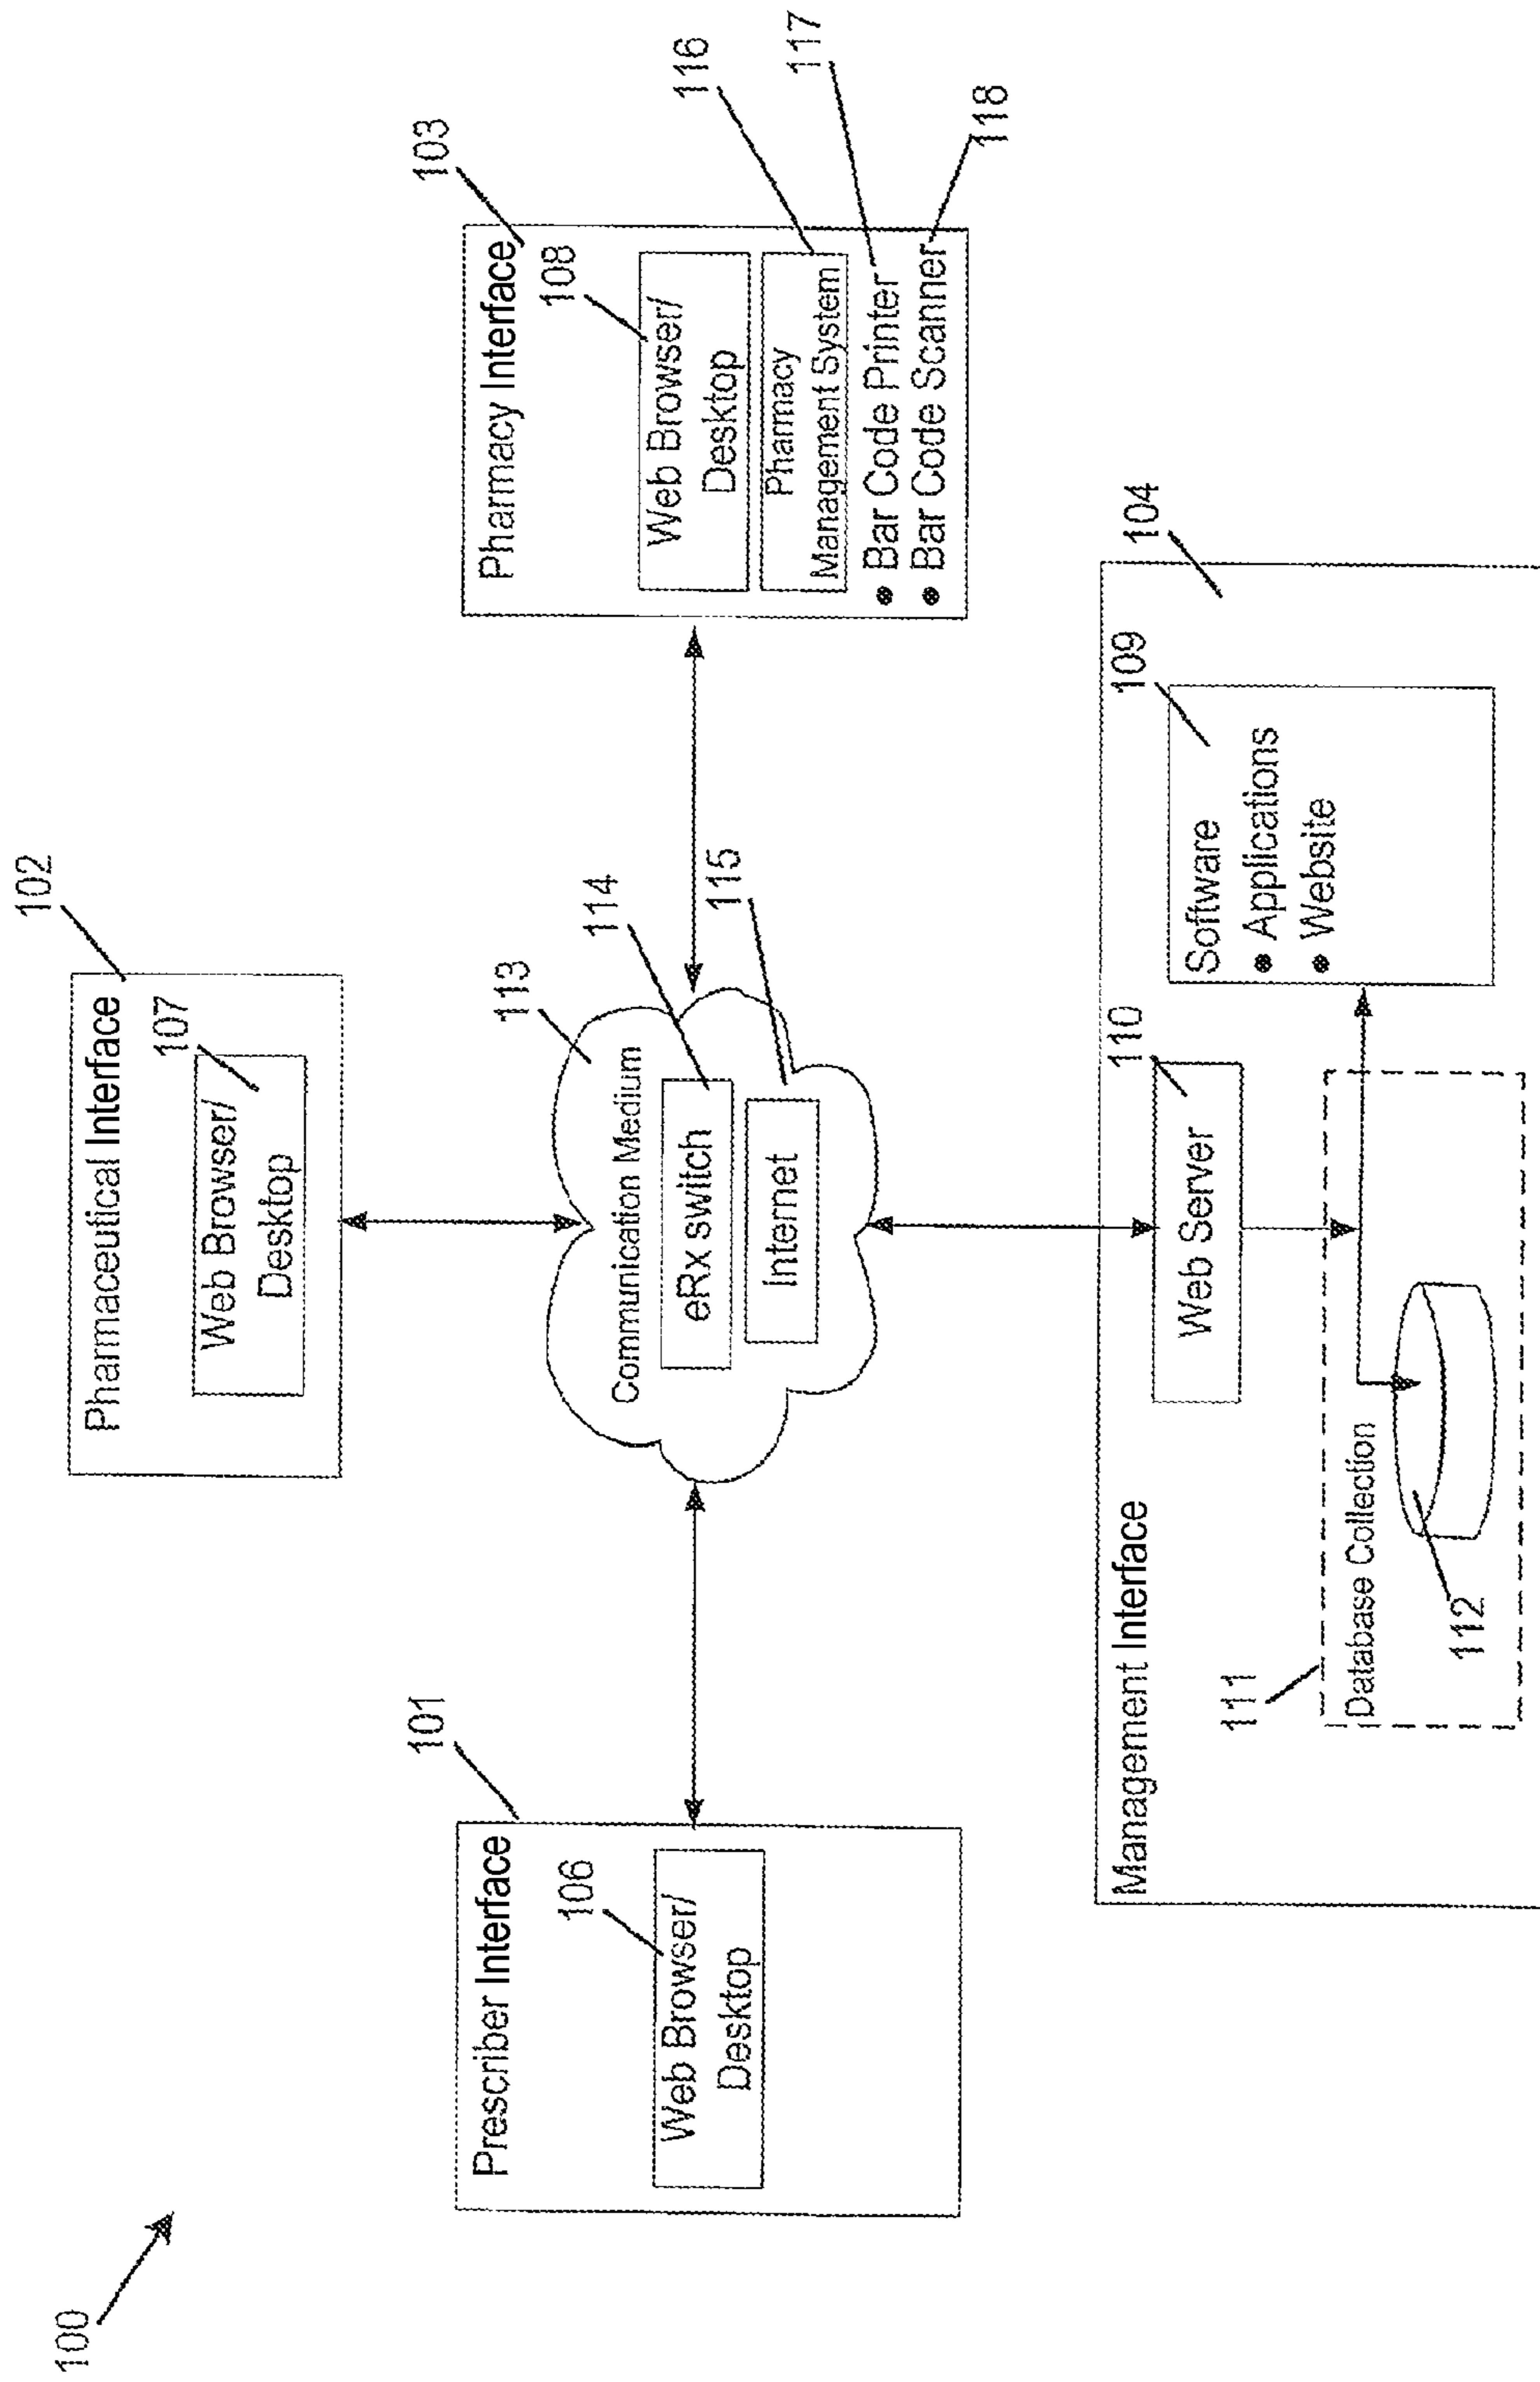 100
102
Pharmaceutical Interface
107
Web Browser/
Desktop
101
Prescriber Interface
106
Web Browser/
Desktop
113
Communication Medium
114
eRx switch
115
Internet
103
Pharmacy Interface
108
Web Browser/
Desktop
116
Pharmacy
Management System
117
● Bar Code Printer
118
● Bar Code Scanner
104
Management Interface
110
Web Server
109
Software
● Applications
● Website
111
Database Collection
112